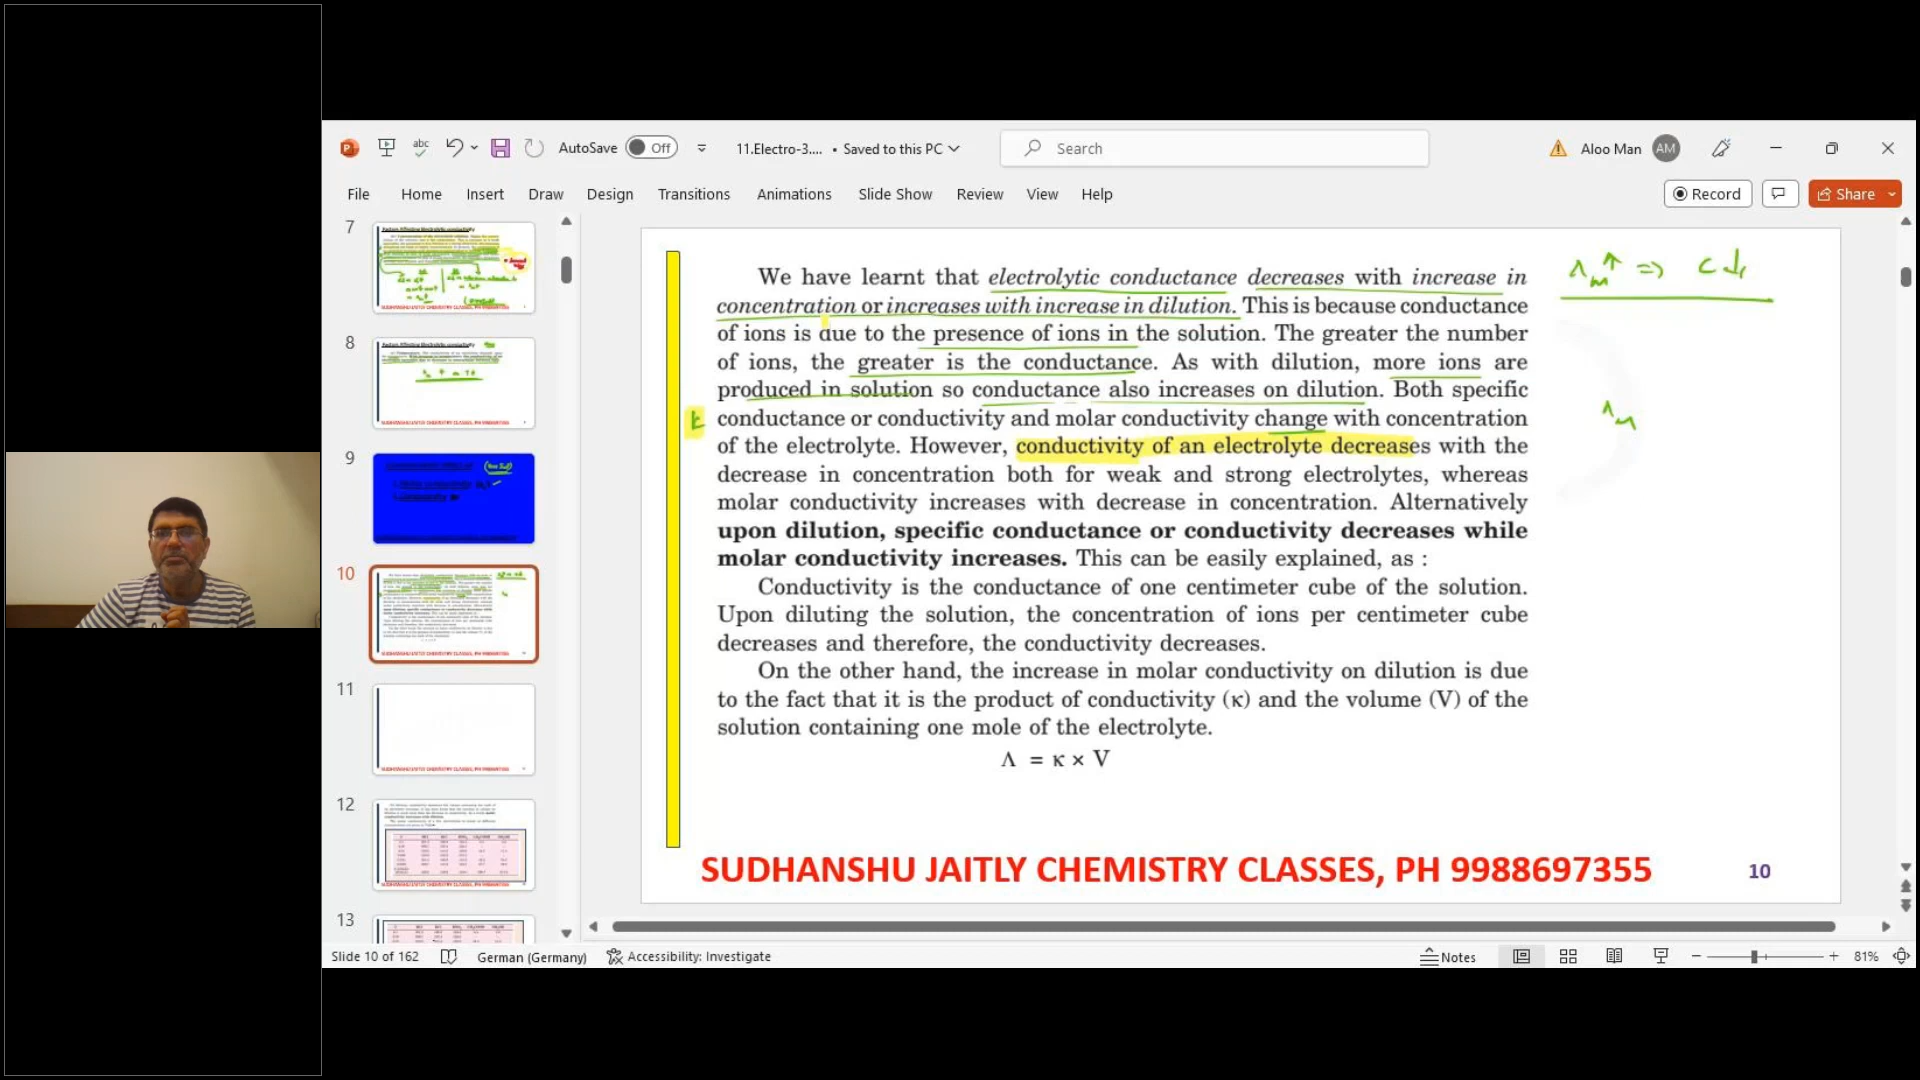 abc
AutoSave Off
11.Electro-3.... • Saved to this PC
Search
Aloo Man AM
File Home Insert Draw Design Transitions Animations Slide Show Review View Help
Record
Share
7
8
9
10
11
12
13
We have learnt that electrolytic conductance decreases with increase in
concentration or increases with increase in dilution. This is because conductance
of ions is due to the presence of ions in the solution. The greater the number
of ions, the greater is the conductance. As with dilution, more ions are
produced in solution so conductance also increases on dilution. Both specific
conductance or conductivity and molar conductivity change with concentration
of the electrolyte. However, conductivity of an electrolyte decreases with the
decrease in concentration both for weak and strong electrolytes, whereas
molar conductivity increases with decrease in concentration. Alternatively
upon dilution, specific conductance or conductivity decreases while
molar conductivity increases. This can be easily explained, as :
Conductivity is the conductance of one centimeter cube of the solution.
Upon diluting the solution, the concentration of ions per centimeter cube
decreases and therefore, the conductivity decreases.
On the other hand, the increase in molar conductivity on dilution is due
to the fact that it is the product of conductivity (κ) and the volume (V) of the
solution containing one mole of the electrolyte.
Λ = κ × V
Λm↑ ⇒ C↓
Λm
SUDHANSHU JAITLY CHEMISTRY CLASSES, PH 9988697355
10
Slide 10 of 162 German (Germany) Accessibility: Investigate Notes 81%